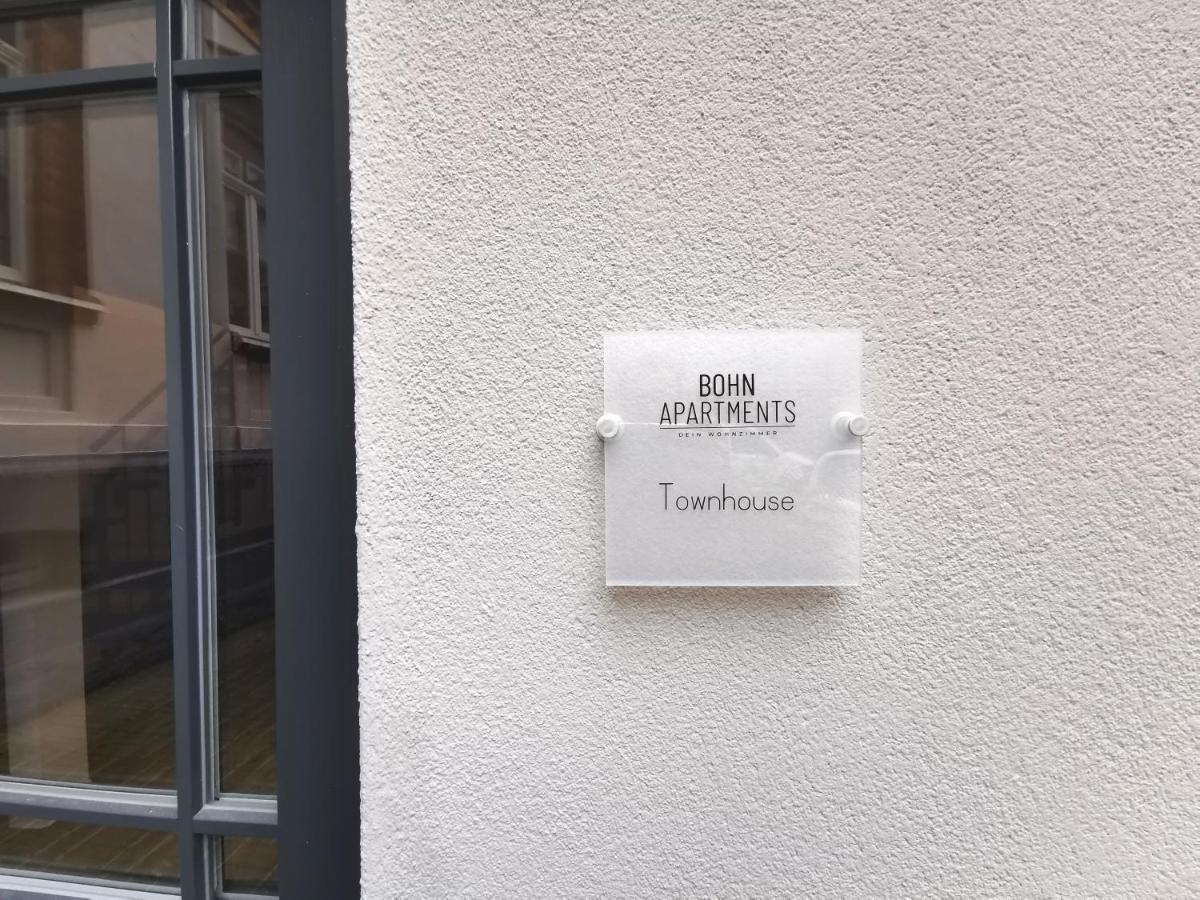 BOHN
APARTMENTS
DEIN WOHNZIMMER
Townhouse